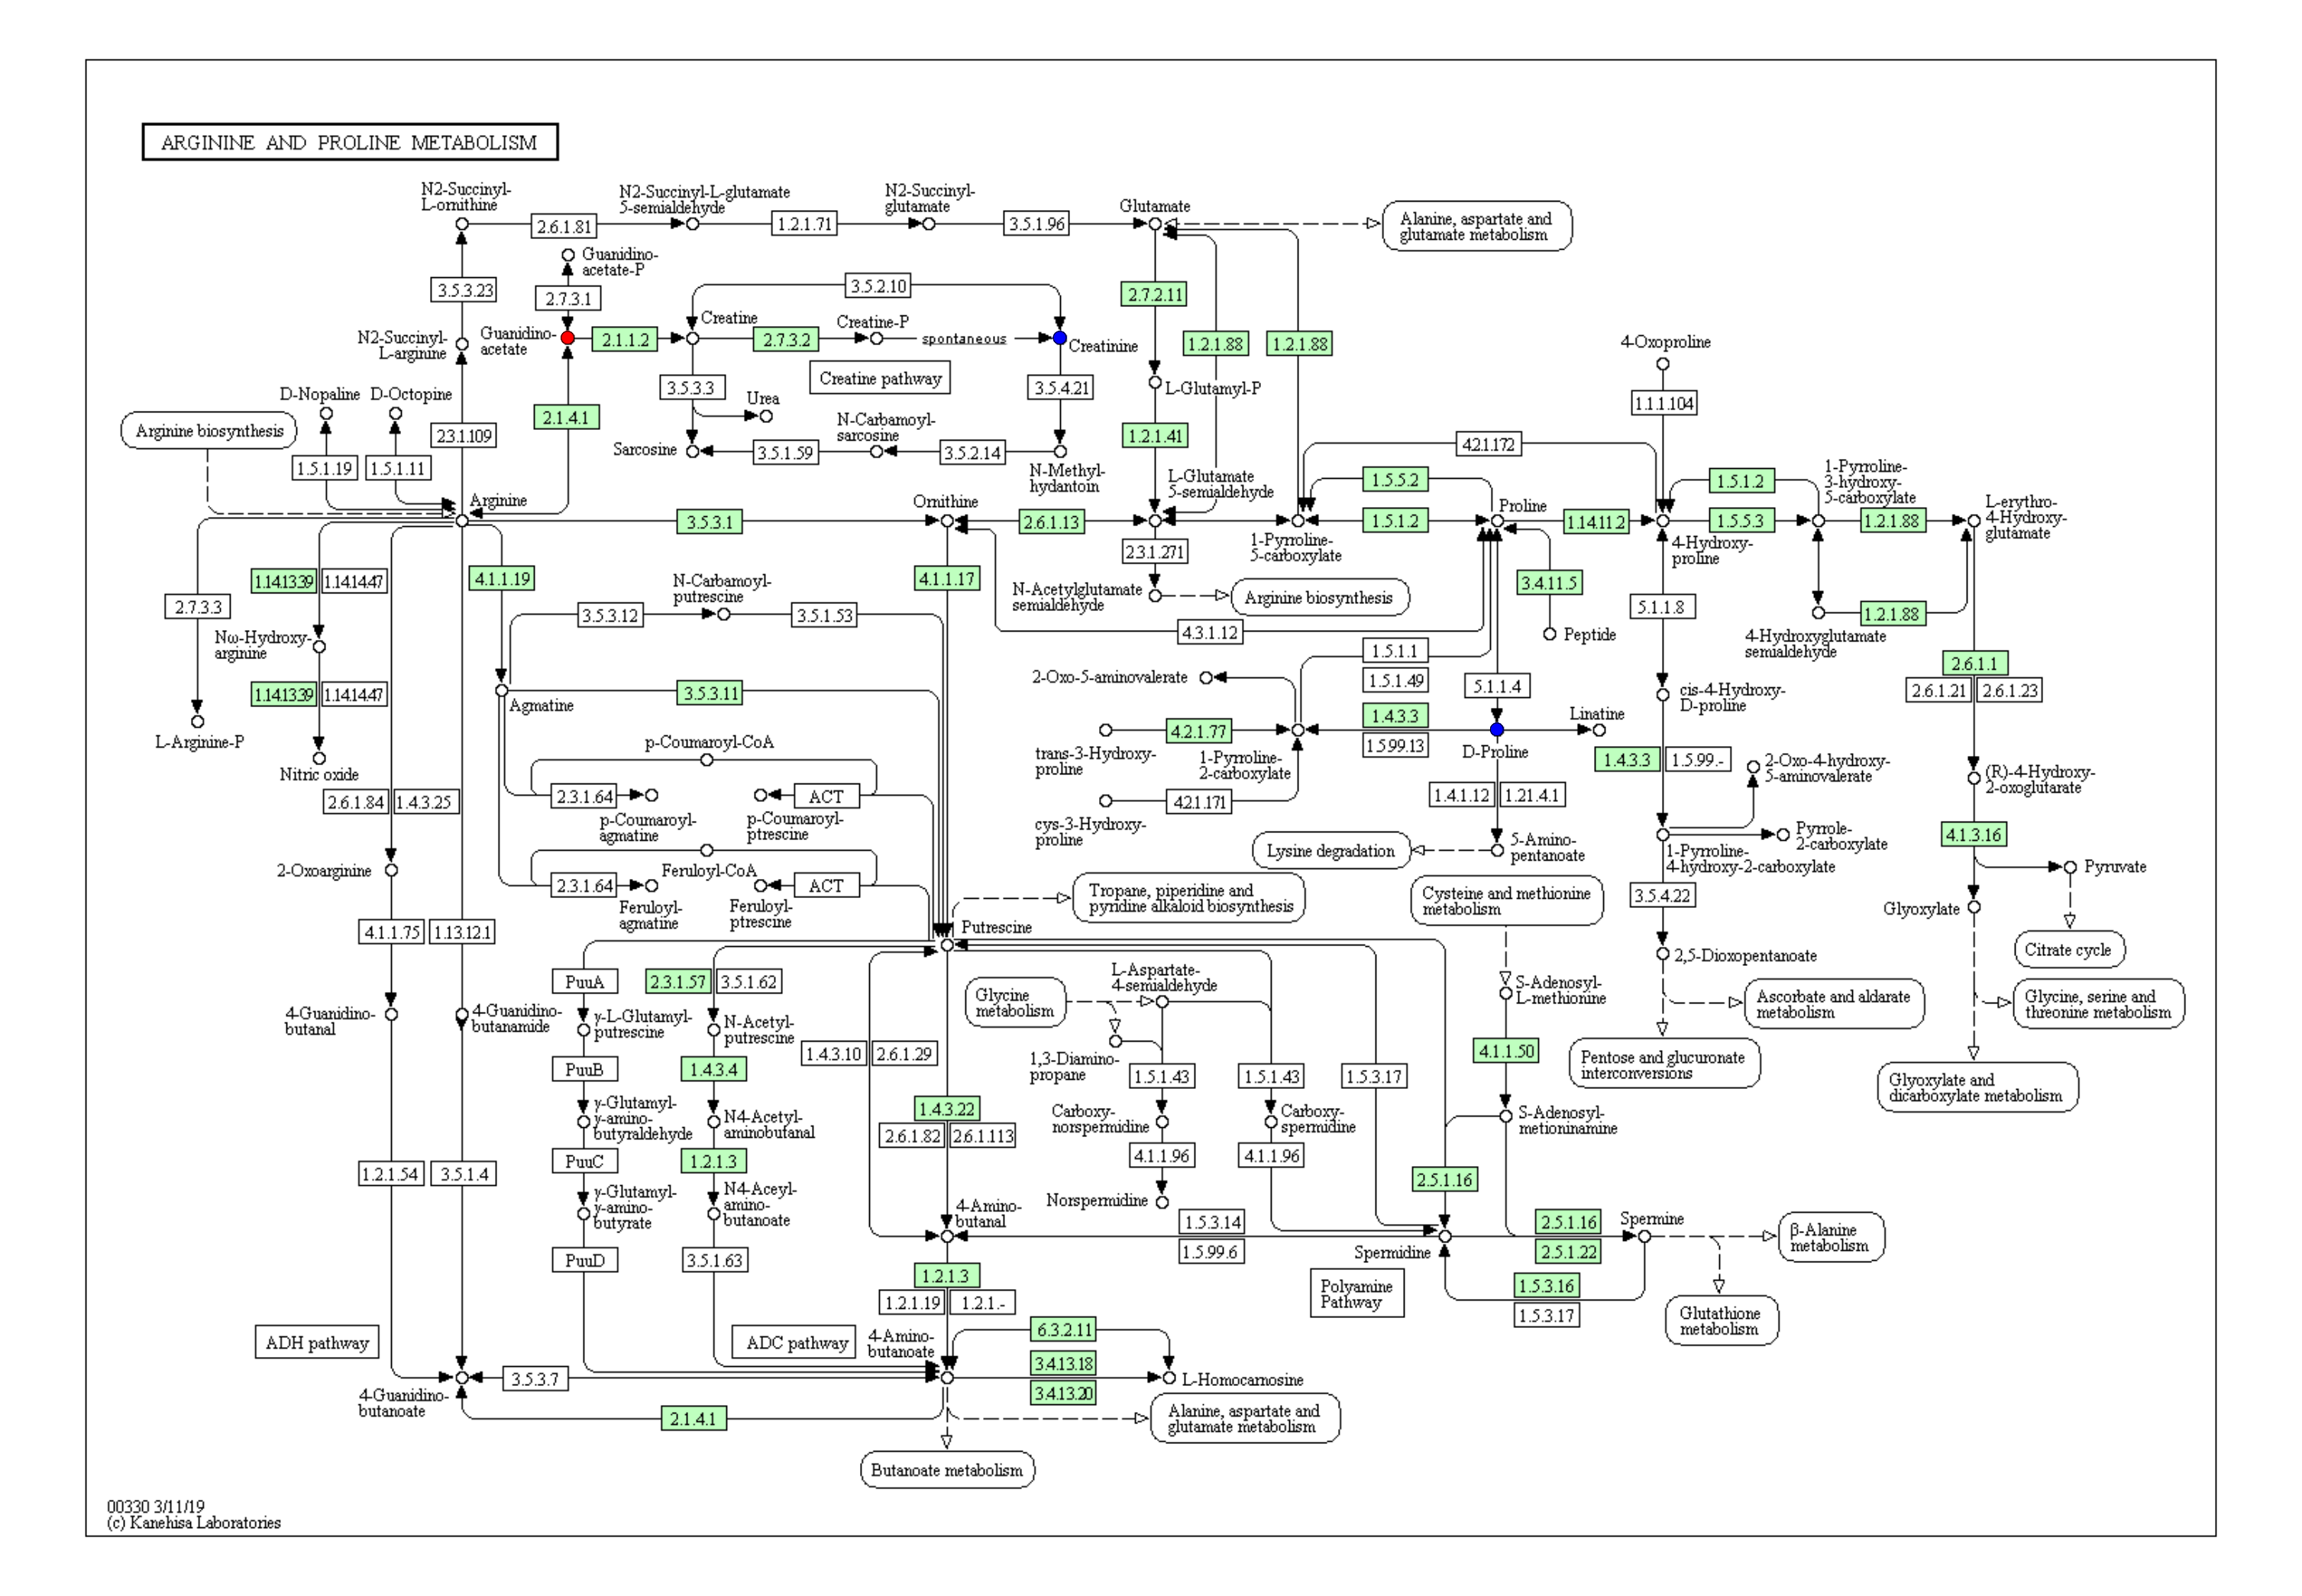 ARGININE AND PROLINE METABOLISM
N2-Succinyl-
L-ornithine
N2-Succinyl-L-glutamate
5-semialdehyde
N2-Succinyl-
glutamate
Glutamate
2.6.1.81
1.2.1.71
3.5.1.96
Alanine, aspartate and
glutamate metabolism
Guanidino-
acetate-P
3.5.3.23
2.7.3.1
3.5.2.10
2.7.2.11
N2-Succinyl-
L-arginine
Guanidino-
acetate
2.1.1.2
Creatine
2.7.3.2
Creatine-P
spontaneous
Creatinine
1.2.1.88
1.2.1.88
4-Oxoproline
Creatine pathway
3.5.3.3
3.5.4.21
L-Glutamyl-P
D-Nopaline
D-Octopine
Urea
1.1.1.104
Arginine biosynthesis
2.3.1.109
2.1.4.1
N-Carbamoyl-
sarcosine
1.2.1.41
4.2.1.172
Sarcosine
3.5.1.59
3.5.2.14
N-Methyl-
hydantoin
1.5.1.19
1.5.1.11
L-Glutamate
5-semialdehyde
1.5.5.2
1.5.1.2
1-Pyrroline-
3-hydroxy-
5-carboxylate
Arginine
Ornithine
Proline
L-erythro-
4-Hydroxy-
glutamate
3.5.3.1
2.6.1.13
1.5.1.2
1.14.11.2
1.5.5.3
1.2.1.88
1-Pyrroline-
5-carboxylate
4-Hydroxy-
proline
2.3.1.271
1.14.13.39
1.14.14.47
4.1.1.19
N-Carbamoyl-
putrescine
4.1.1.17
N-Acetylglutamate
semialdehyde
Arginine biosynthesis
3.4.11.5
2.7.3.3
3.5.3.12
3.5.1.53
4.3.1.12
Peptide
5.1.1.8
1.2.1.88
Nω-Hydroxy-
arginine
4-Hydroxyglutamate
semialdehyde
1.5.1.1
2-Oxo-5-aminovalerate
1.5.1.49
5.1.1.4
2.6.1.1
2.6.1.21
2.6.1.23
1.14.13.39
1.14.14.47
3.5.3.11
Agmatine
cis-4-Hydroxy-
D-proline
L-Arginine-P
Nitric oxide
p-Coumaroyl-CoA
4.2.1.77
1.4.3.3
1.5.99.13
Linatine
D-Proline
trans-3-Hydroxy-
proline
1-Pyrroline-
2-carboxylate
1.4.3.3
1.5.99.-
2-Oxo-4-hydroxy-
5-aminovalerate
(R)-4-Hydroxy-
2-oxoglutarate
2.6.1.84
1.4.3.25
2.3.1.64
ACT
4.2.1.171
1.4.1.12
1.21.4.1
p-Coumaroyl-
agmatine
p-Coumaroyl-
ptrescine
cys-3-Hydroxy-
proline
Lysine degradation
5-Amino-
pentanoate
Pyrrole-
2-carboxylate
1-Pyrroline-
4-hydroxy-2-carboxylate
4.1.3.16
2-Oxoarginine
Feruloyl-CoA
Pyruvate
2.3.1.64
ACT
Tropane, piperidine and
pyridine alkaloid biosynthesis
Cysteine and methionine
metabolism
3.5.4.22
Feruloyl-
agmatine
Feruloyl-
ptrescine
Glyoxylate
4.1.1.75
1.13.12.1
Putrescine
Citrate cycle
2,5-Dioxopentanoate
PuuA
2.3.1.57
3.5.1.62
Glycine
metabolism
L-Aspartate-
4-semialdehyde
S-Adenosyl-
L-methionine
Ascorbate and aldarate
metabolism
Glycine, serine and
threonine metabolism
4-Guanidino-
butanal
4-Guanidino-
butanamide
γ-L-Glutamyl-
putrescine
N-Acetyl-
putrescine
1.4.3.10
2.6.1.29
1,3-Diamino-
propane
4.1.1.50
Pentose and glucuronate
interconversions
PuuB
1.4.3.4
1.5.1.43
1.5.1.43
1.5.3.17
Glyoxylate and
dicarboxylate metabolism
γ-Glutamyl-
γ-amino-
butyraldehyde
N4-Acetyl-
aminobutanal
1.4.3.22
2.6.1.82
2.6.1.113
Carboxy-
norspermidine
Carboxy-
spermidine
S-Adenosyl-
metioninamine
PuuC
1.2.1.3
4.1.1.96
4.1.1.96
1.2.1.54
3.5.1.4
2.5.1.16
γ-Glutamyl-
γ-amino-
butyrate
N4-Aceyl-
amino-
butanoate
Norspermidine
4-Amino-
butanal
1.5.3.14
1.5.99.6
Spermidine
2.5.1.16
2.5.1.22
Spermine
β-Alanine
metabolism
PuuD
3.5.1.63
1.2.1.3
1.2.1.19
1.2.1.-
Polyamine
Pathway
1.5.3.16
1.5.3.17
Glutathione
metabolism
ADH pathway
ADC pathway
4-Amino-
butanoate
6.3.2.11
3.4.13.18
3.4.13.20
L-Homocarnosine
3.5.3.7
4-Guanidino-
butanoate
2.1.4.1
Alanine, aspartate and
glutamate metabolism
Butanoate metabolism
00330 3/11/19
(c) Kanehisa Laboratories